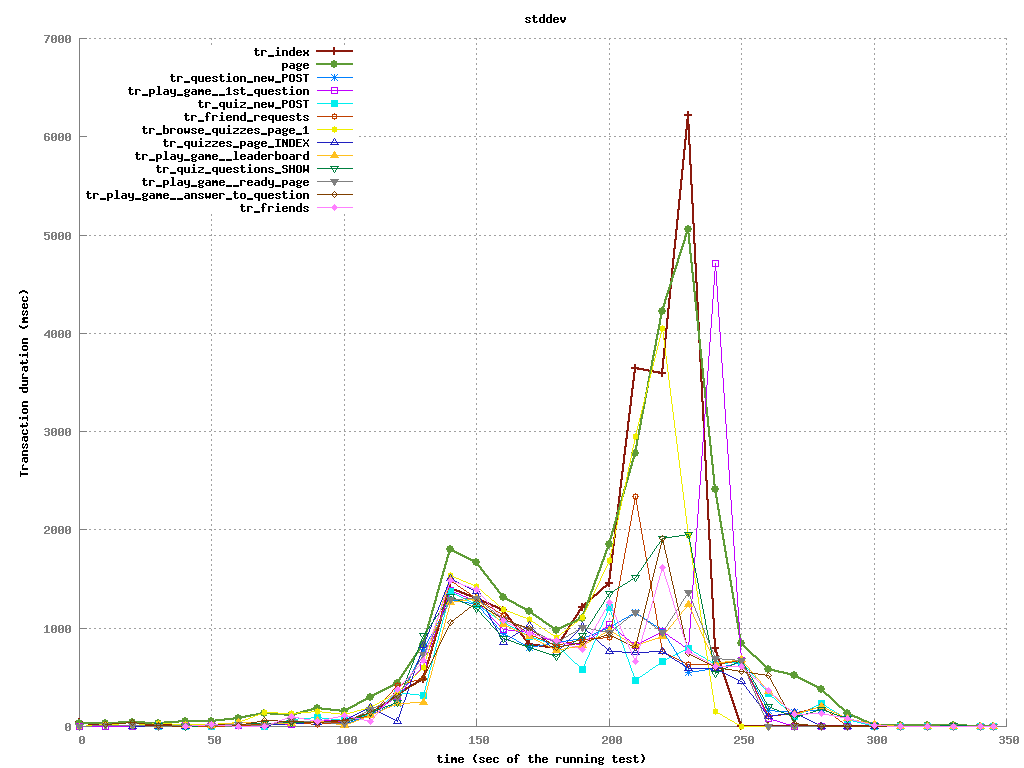 stddev
7000
6000
5000
4000
3000
2000
1000
0
Transaction duration (msec)
tr_index
page
tr_question_new_POST
tr_play_game__1st_question
tr_quiz_new_POST
tr_friend_requests
tr_browse_quizzes_page_1
tr_quizzes_page_INDEX
tr_play_game__leaderboard
tr_quiz_questions_SHOW
tr_play_game__ready_page
tr_play_game__answer_to_question
tr_friends
0 50 100 150 200 250 300 350
time (sec of the running test)